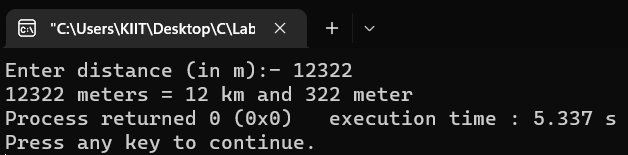 "C:\Users\KIIT\Desktop\C\Lab
Enter distance (in m):- 12322
12322 meters = 12 km and 322 meter
Process returned 0 (0x0)   execution time : 5.337 s
Press any key to continue.